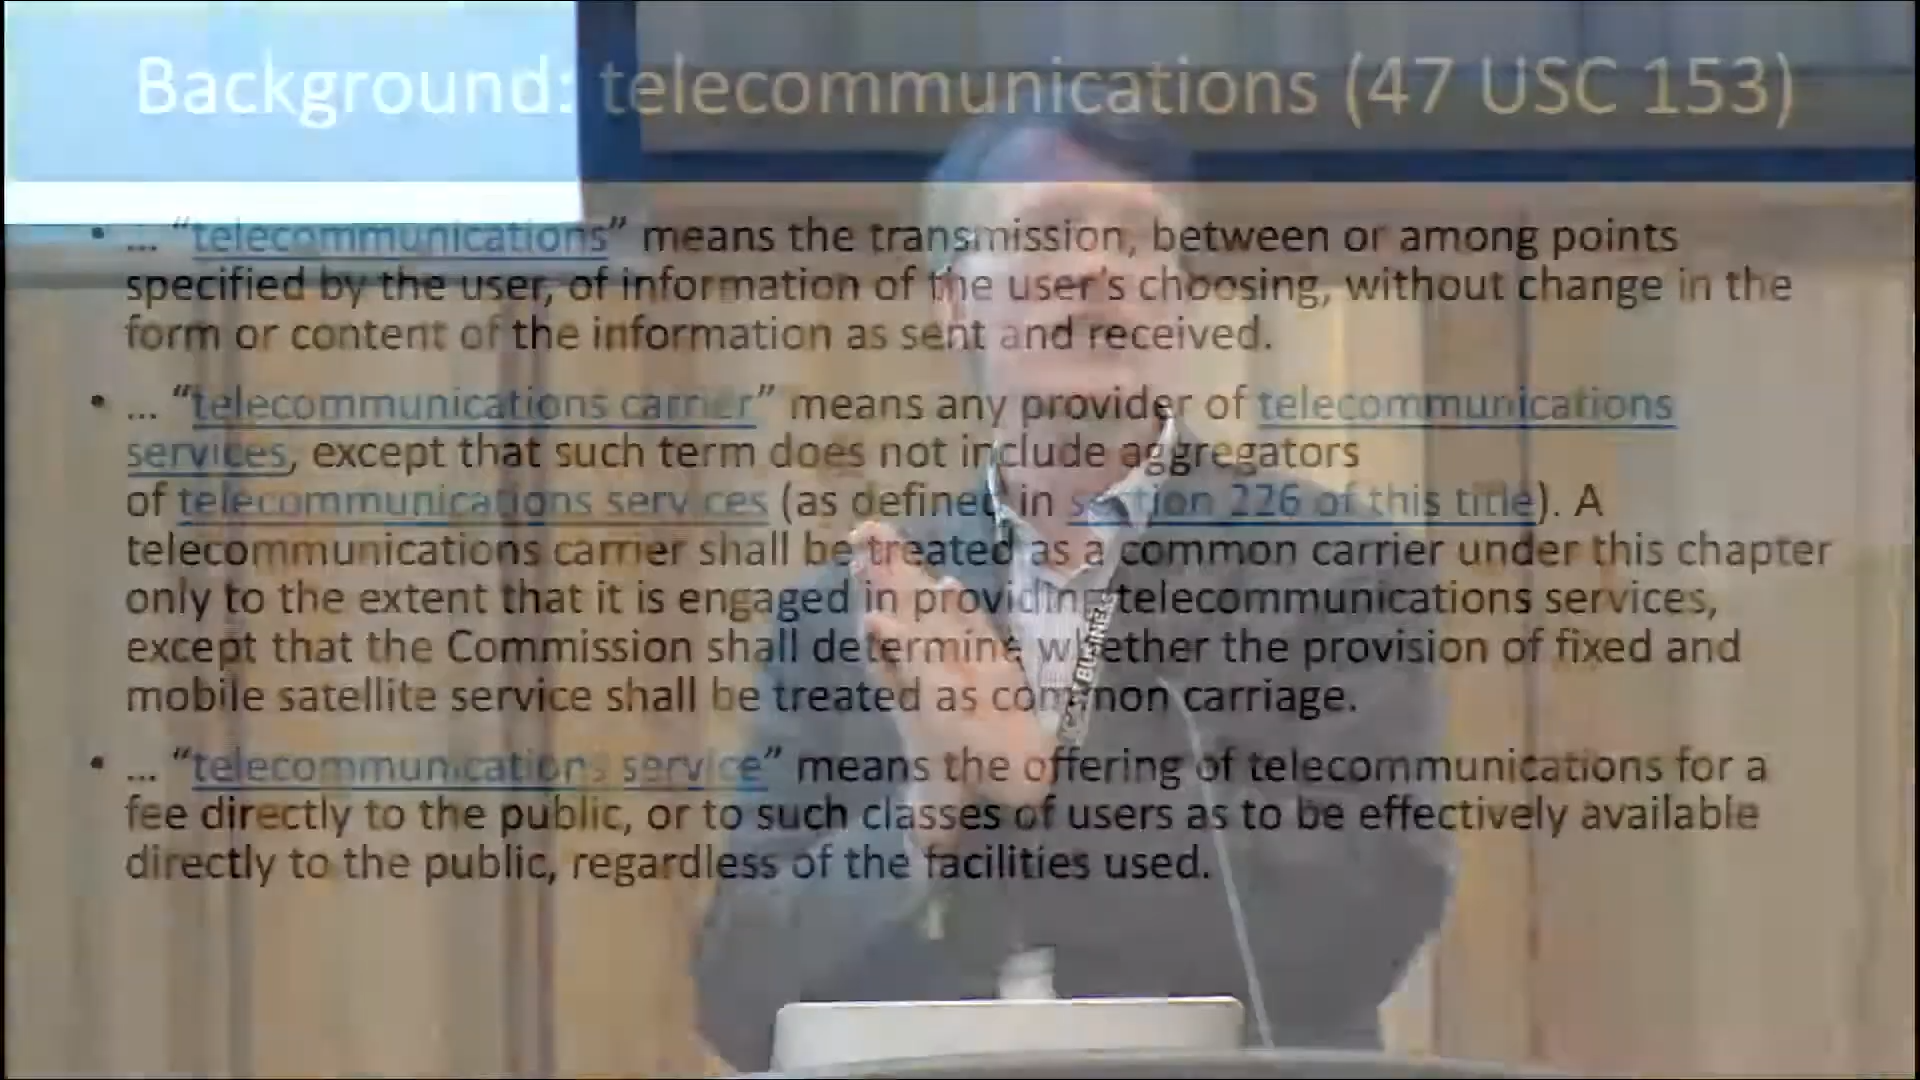 Background: telecommunications (47 USC 153)
• ... “telecommunications” means the transmission, between or among points
specified by the user, of information of the user’s choosing, without change in the
form or content of the information as sent and received.
• ... “telecommunications carrier” means any provider of telecommunications
services, except that such term does not include aggregators
of telecommunications services (as defined in section 226 of this title). A
telecommunications carrier shall be treated as a common carrier under this chapter
only to the extent that it is engaged in providing telecommunications services,
except that the Commission shall determine whether the provision of fixed and
mobile satellite service shall be treated as common carriage.
• ... “telecommunications service” means the offering of telecommunications for a
fee directly to the public, or to such classes of users as to be effectively available
directly to the public, regardless of the facilities used.